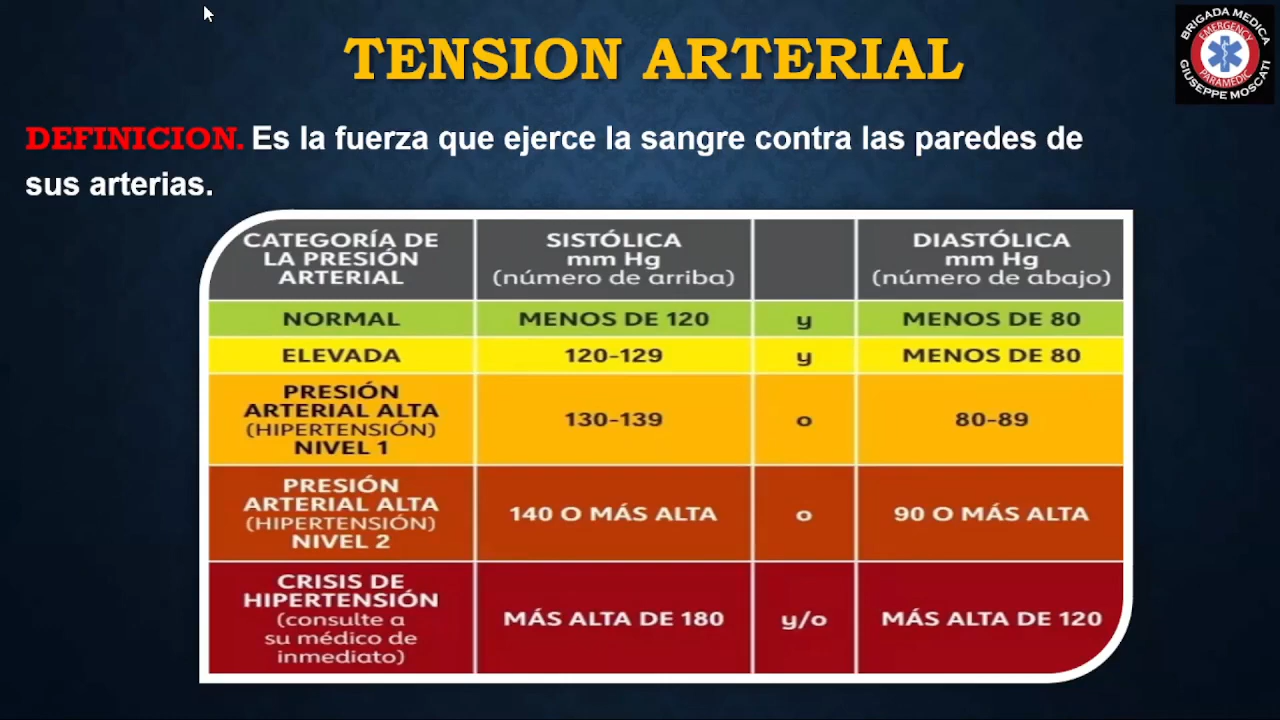 TENSION ARTERIAL
BRIGADA MEDICA
EMERGENCY
PARAMEDIC
GIUSEPPE MOSCATI
DEFINICION. Es la fuerza que ejerce la sangre contra las paredes de
sus arterias.
CATEGORÍA DE
LA PRESIÓN
ARTERIAL
SISTÓLICA
mm Hg
(número de arriba)
DIASTÓLICA
mm Hg
(número de abajo)
NORMAL MENOS DE 120 y MENOS DE 80
ELEVADA 120-129 y MENOS DE 80
PRESIÓN
ARTERIAL ALTA
(HIPERTENSIÓN)
NIVEL 1
130-139 o 80-89
PRESIÓN
ARTERIAL ALTA
(HIPERTENSIÓN)
NIVEL 2
140 O MÁS ALTA o 90 O MÁS ALTA
CRISIS DE
HIPERTENSIÓN
(consulte a
su médico de
inmediato)
MÁS ALTA DE 180 y/o MÁS ALTA DE 120